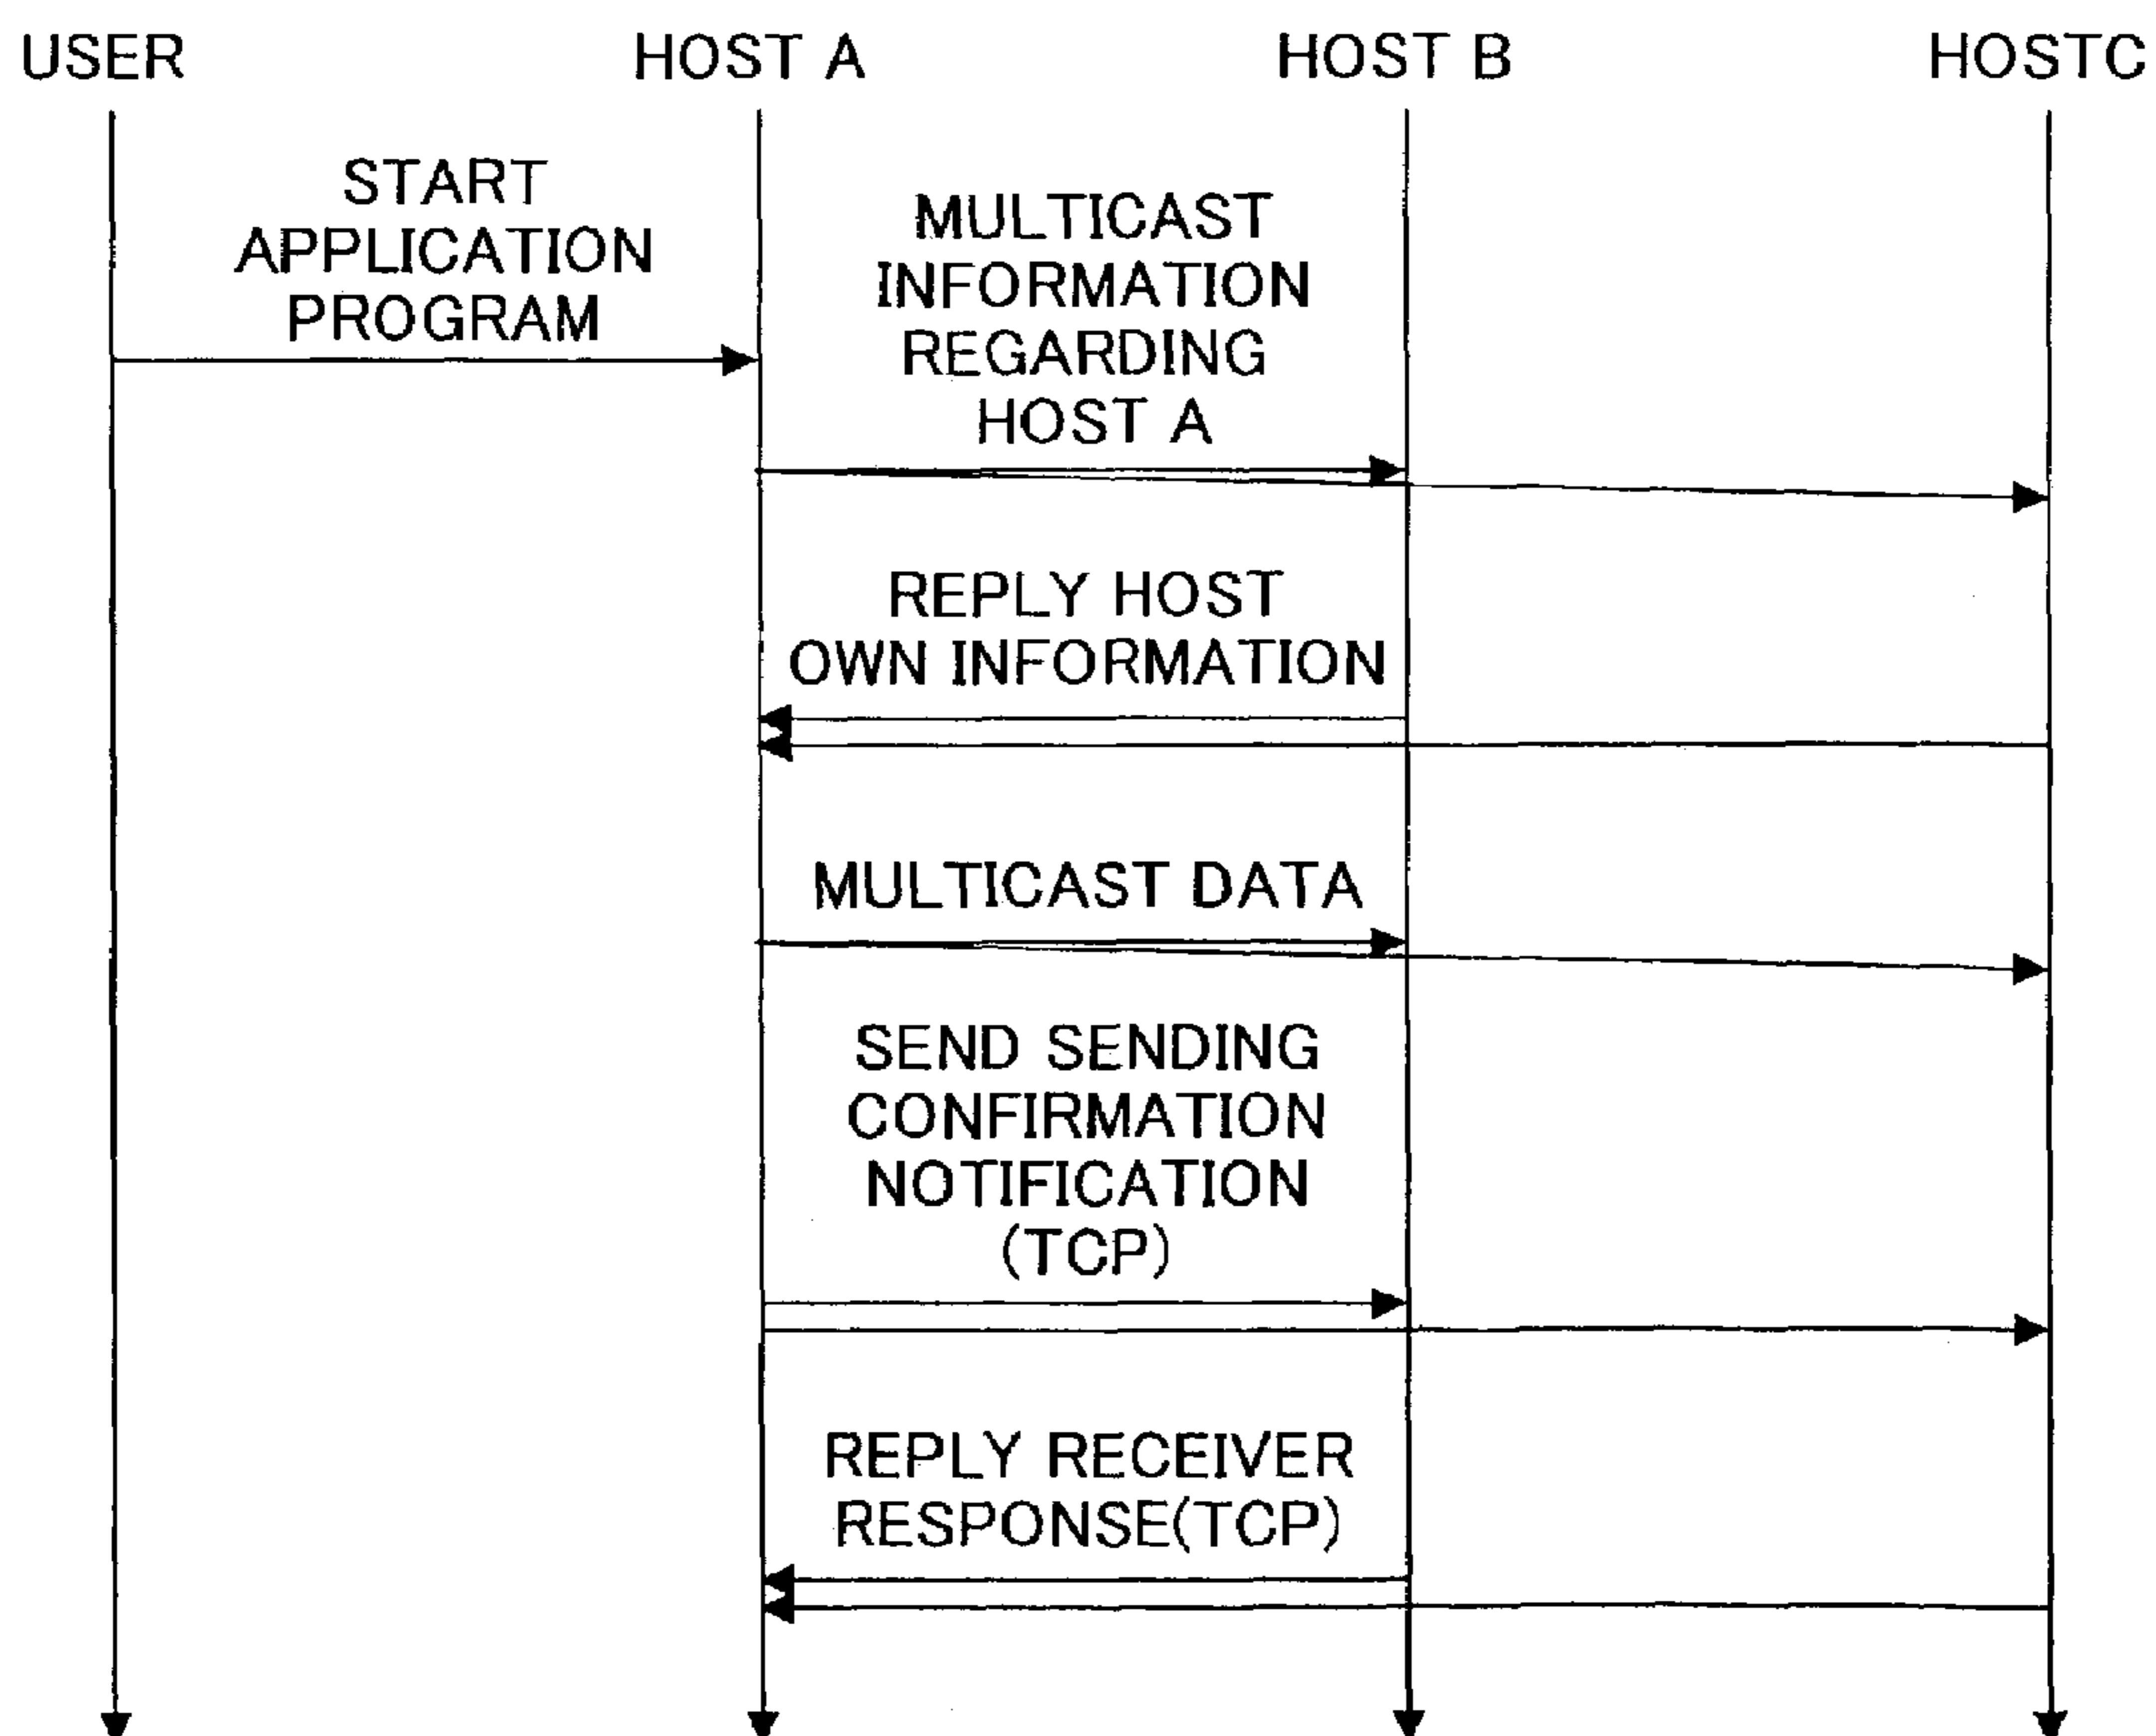 USER HOST A HOST B HOSTC
START
APPLICATION
PROGRAM
MULTICAST
INFORMATION
REGARDING
HOST A
REPLY HOST
OWN INFORMATION
MULTICAST DATA
SEND SENDING
CONFIRMATION
NOTIFICATION
(TCP)
REPLY RECEIVER
RESPONSE(TCP)